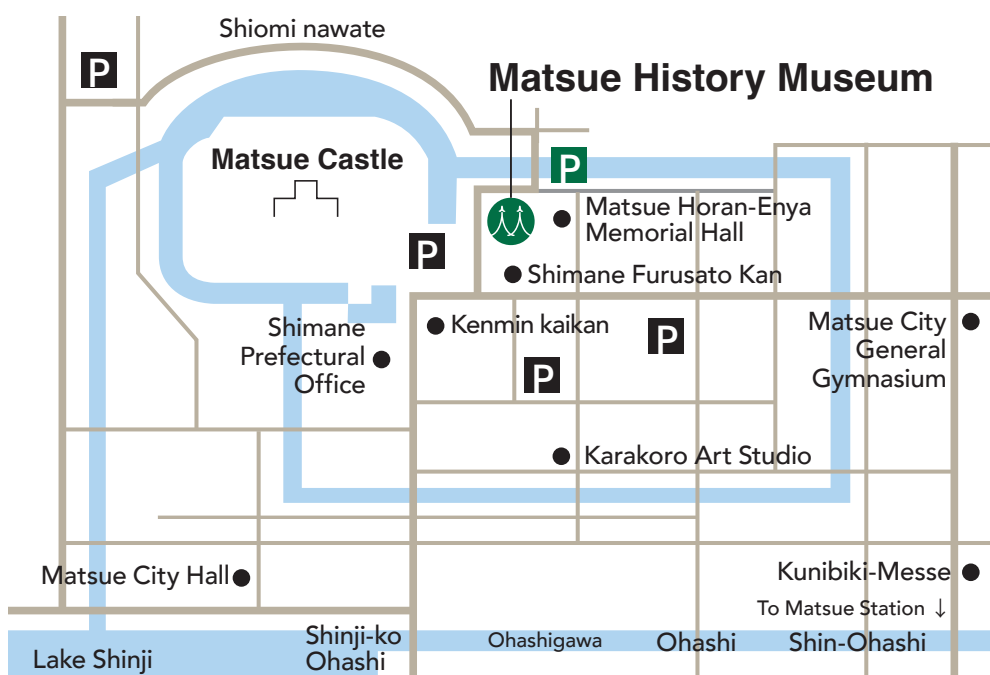 Shiomi nawate
P
Matsue History Museum
Matsue Castle
P
Matsue Horan-Enya
Memorial Hall
P
Shimane Furusato Kan
Shimane
Prefectural
Office
Kenmin kaikan
P
Matsue City
General
Gymnasium
P
Karakoro Art Studio
Matsue City Hall
Kunibiki-Messe
To Matsue Station ↓
Lake Shinji
Shinji-ko
Ohashi
Ohashigawa
Ohashi
Shin-Ohashi